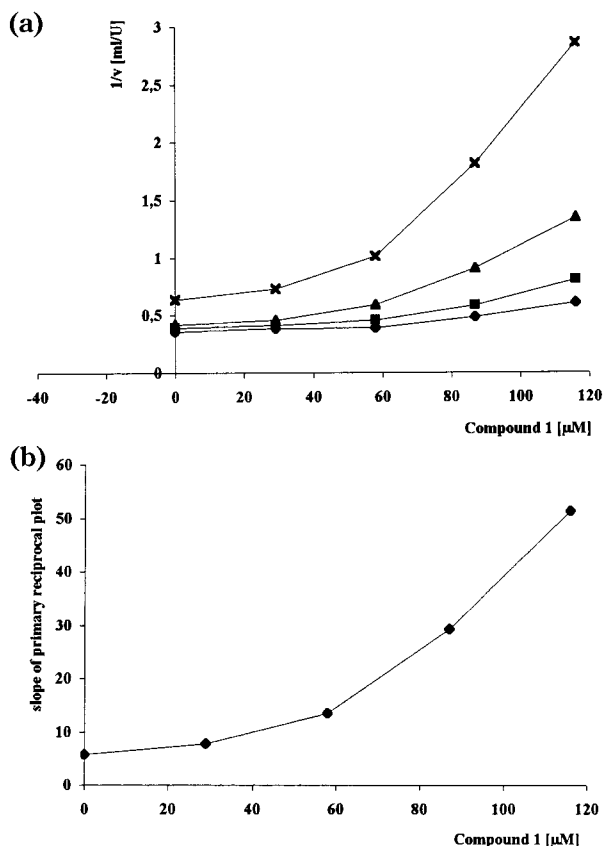 (a)
1/v [ml/U]
3
2,5
2
1,5
1
0,5
0
-40 -20 0 20 40 60 80 100 120
Compound 1 [µM]
(b)
slope of primary reciprocal plot
60
50
40
30
20
10
0
0 20 40 60 80 100 120
Compound 1 [µM]